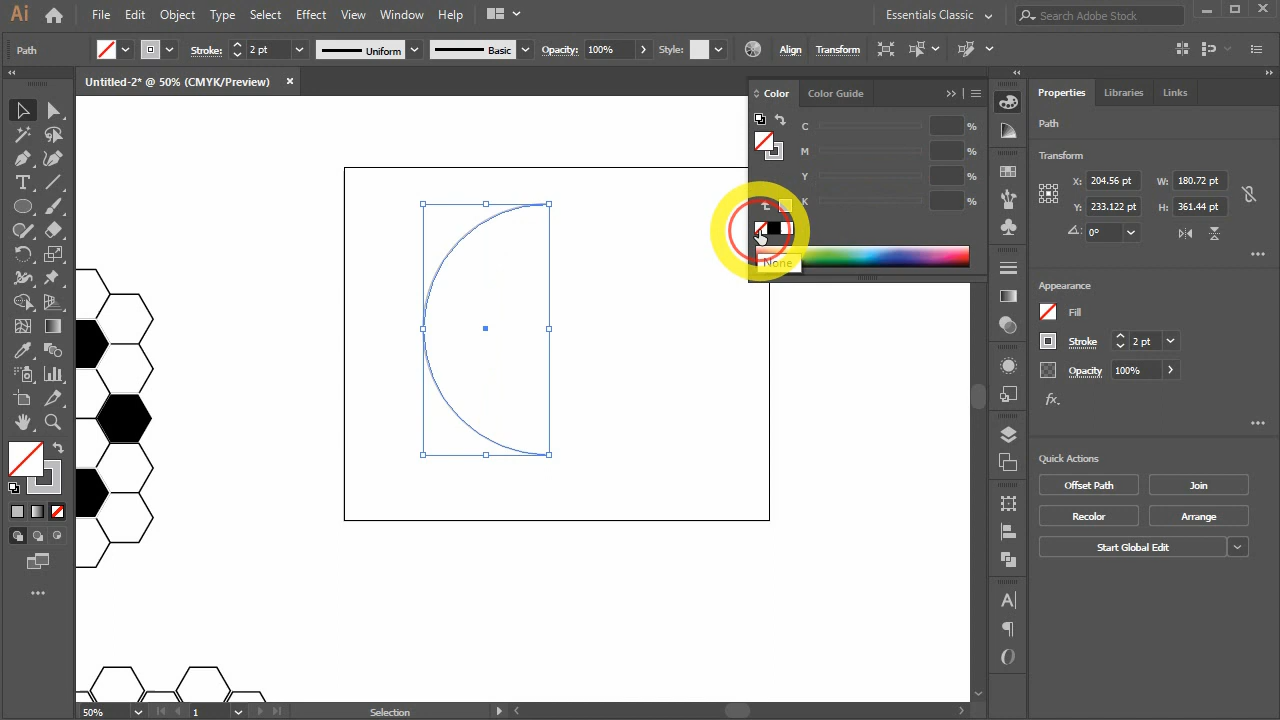 Ai File Edit Object Type Select Effect View Window Help Essentials Classic Search Adobe Stock
Path Stroke: 2 pt Uniform Basic Opacity: 100% Style: Align Transform
Untitled-2* @ 50% (CMYK/Preview)
Color Color Guide
Properties Libraries Links
C %
M %
Y %
K %
None
Path
Transform
X: 204.56 pt W: 180.72 pt
Y: 233.122 pt H: 361.44 pt
0°
Appearance
Fill
Stroke 2 pt
Opacity 100%
fx.
Quick Actions
Offset Path Join
Recolor Arrange
Start Global Edit
50% 1 Selection